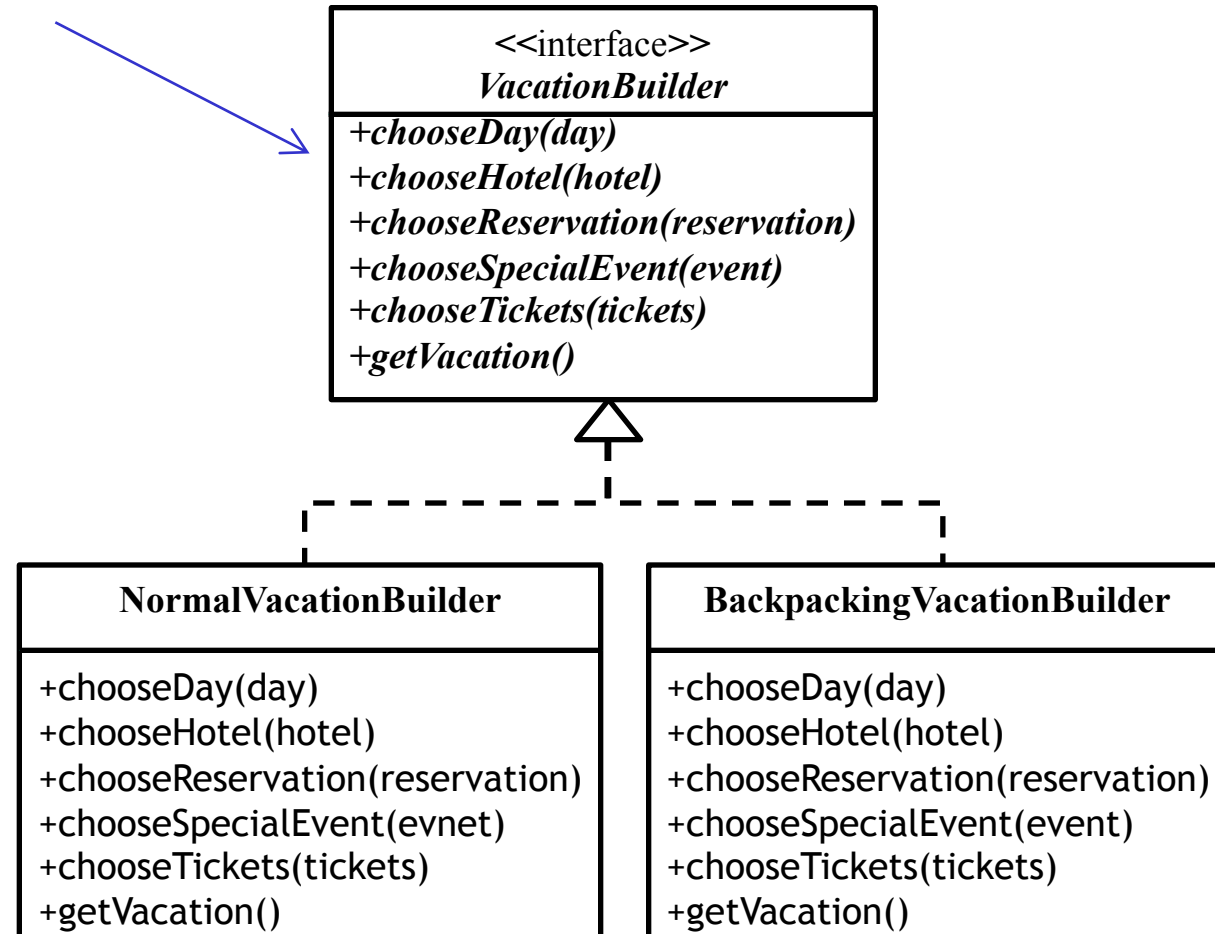 <<interface>>
VacationBuilder
+chooseDay(day)
+chooseHotel(hotel)
+chooseReservation(reservation)
+chooseSpecialEvent(event)
+chooseTickets(tickets)
+getVacation()
NormalVacationBuilder
+chooseDay(day)
+chooseHotel(hotel)
+chooseReservation(reservation)
+chooseSpecialEvent(evnet)
+chooseTickets(tickets)
+getVacation()
BackpackingVacationBuilder
+chooseDay(day)
+chooseHotel(hotel)
+chooseReservation(reservation)
+chooseSpecialEvent(event)
+chooseTickets(tickets)
+getVacation()